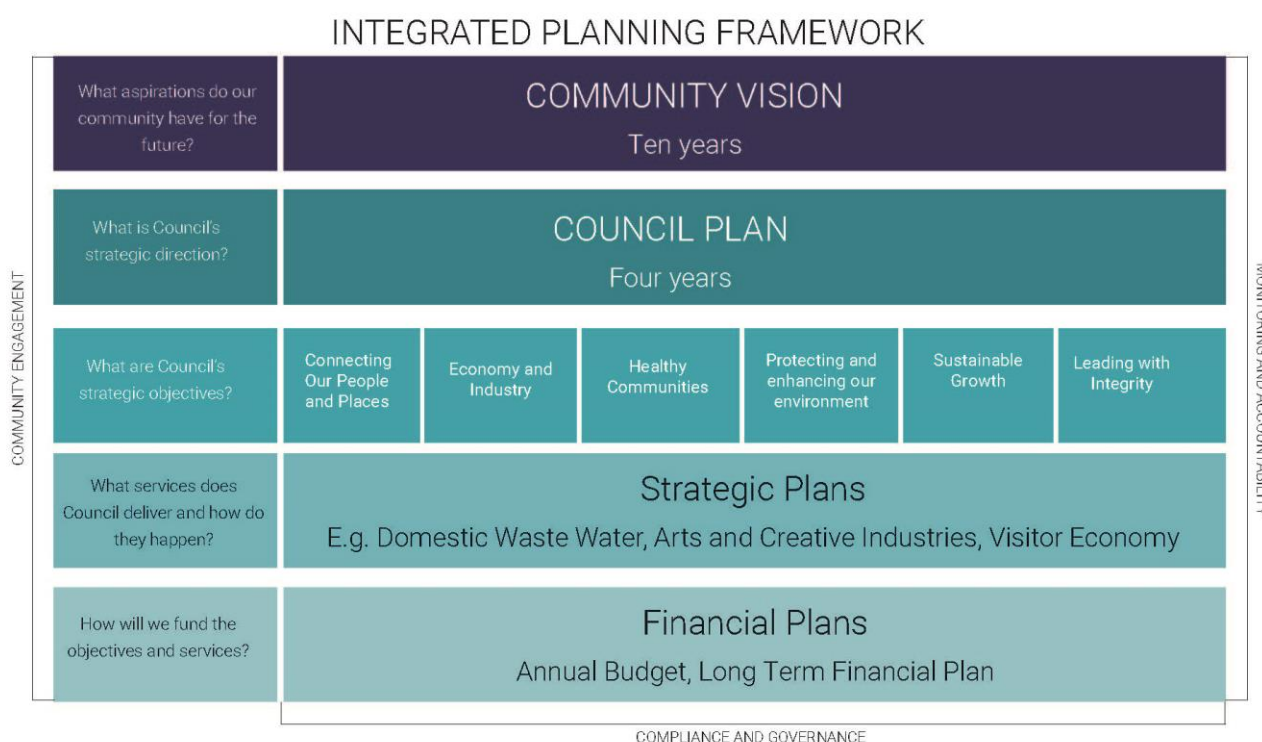 INTEGRATED PLANNING FRAMEWORK
What aspirations do our
community have for the
future?
COMMUNITY VISION
Ten years
What is Council's
strategic direction?
COUNCIL PLAN
Four years
What are Council's
strategic objectives?
Connecting
Our People
and Places
Economy and
Industry
Healthy
Communities
Protecting and
enhancing our
environment
Sustainable
Growth
Leading with
Integrity
What services does
Council deliver and how do
they happen?
Strategic Plans
E.g. Domestic Waste Water, Arts and Creative Industries, Visitor Economy
How will we fund the
objectives and services?
Financial Plans
Annual Budget, Long Term Financial Plan
COMMUNITY ENGAGEMENT
MONITORING AND ACCOUNTABILITY
COMPLIANCE AND GOVERNANCE